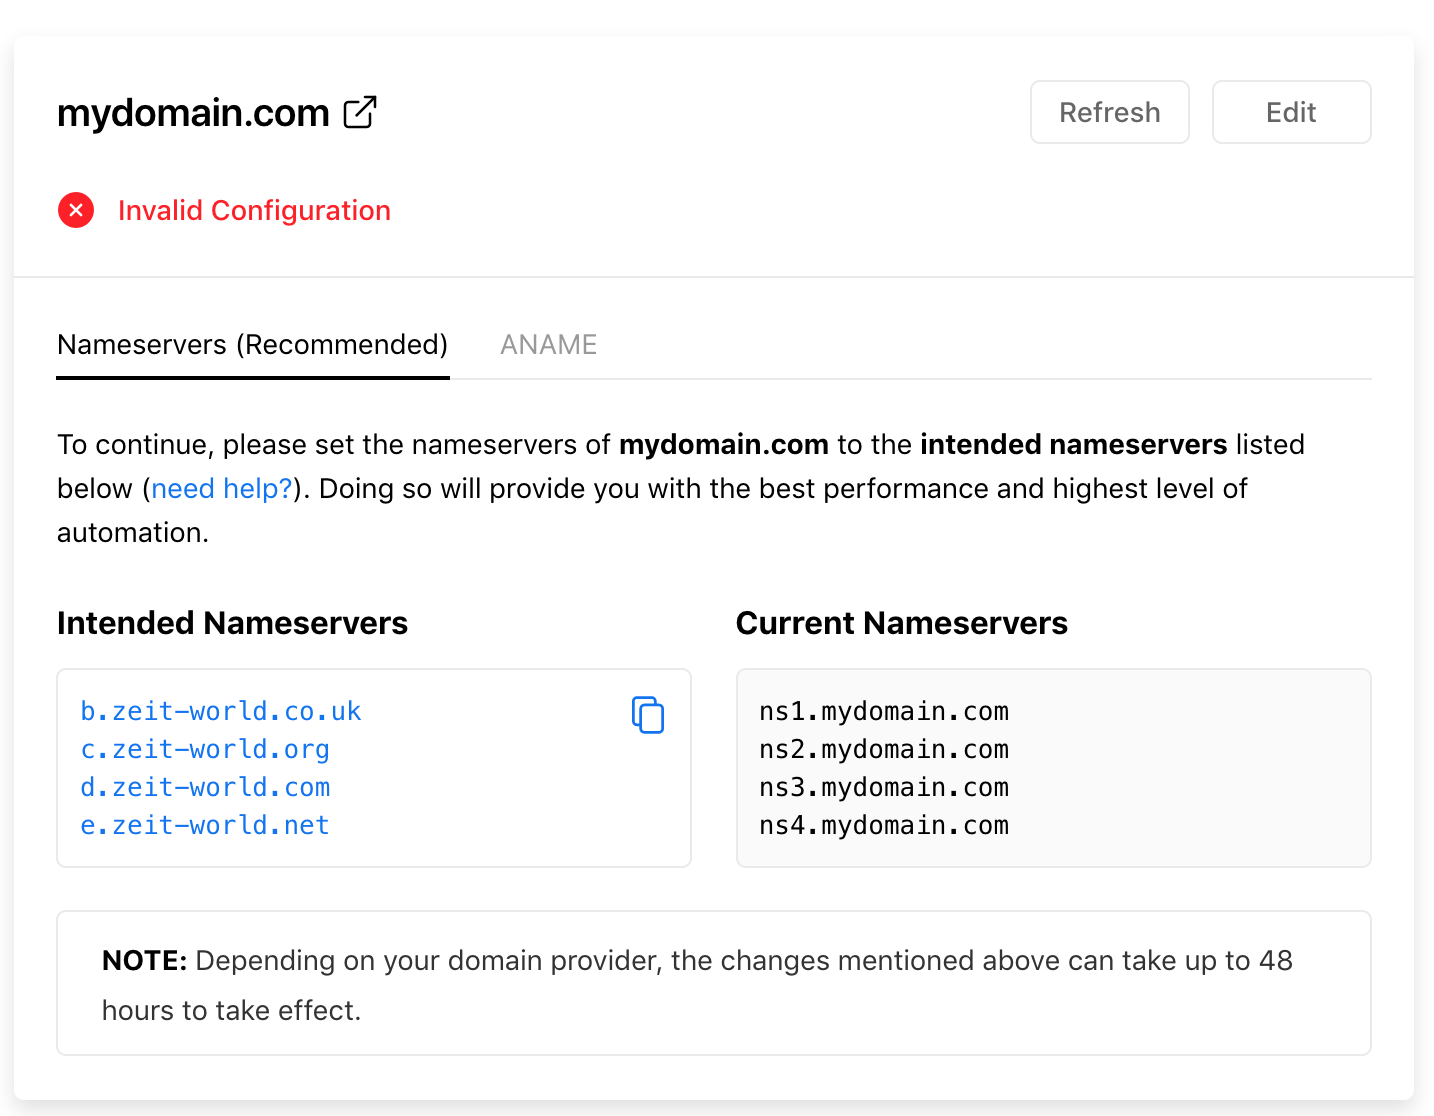 mydomain.com
Refresh
Edit
Invalid Configuration
Nameservers (Recommended)
ANAME
To continue, please set the nameservers of mydomain.com to the intended nameservers listed
below (need help?). Doing so will provide you with the best performance and highest level of
automation.
Intended Nameservers
b.zeit-world.co.uk
c.zeit-world.org
d.zeit-world.com
e.zeit-world.net
Current Nameservers
ns1.mydomain.com
ns2.mydomain.com
ns3.mydomain.com
ns4.mydomain.com
NOTE: Depending on your domain provider, the changes mentioned above can take up to 48
hours to take effect.